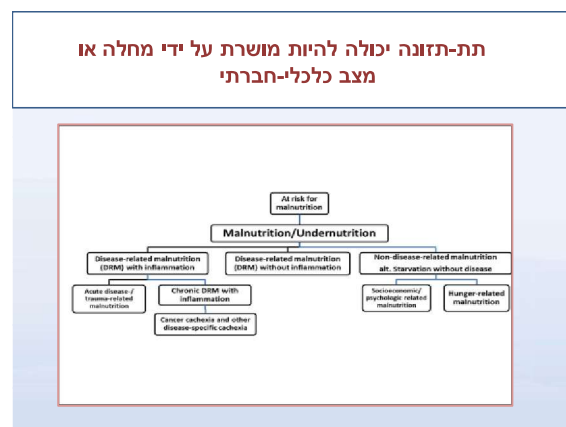 תת-תזונה יכולה להיות מושרת על ידי מחלה או
מצב כלכלי-חברתי
At risk for
malnutrition
Malnutrition/Undernutrition
Disease-related malnutrition
(DRM) with inflammation
Disease-related malnutrition
(DRM) without inflammation
Non-disease-related malnutrition
alt. Starvation without disease
Acute disease-/
trauma-related
malnutrition
Chronic DRM with
inflammation
Socioeconomic/
psychologic related
malnutrition
Hunger-related
malnutrition
Cancer cachexia and other
disease-specific cachexia